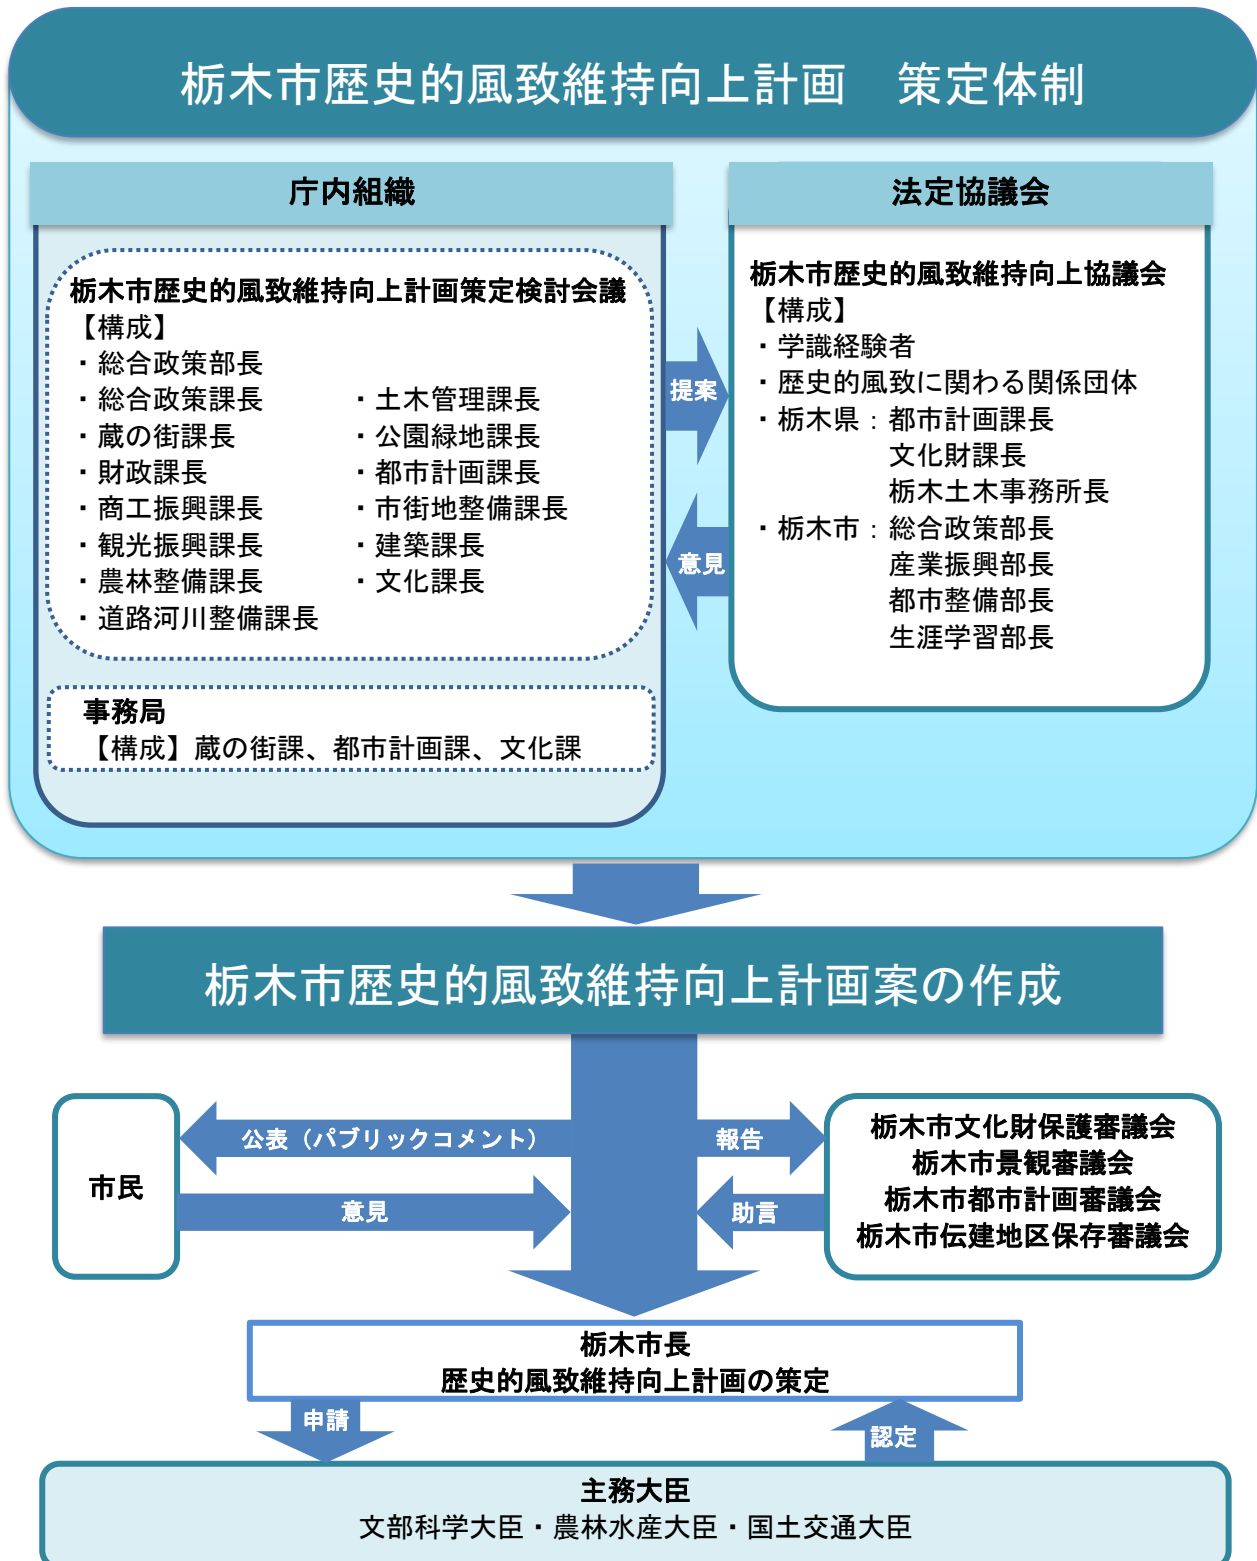 栃木市歴史的風致維持向上計画　策定体制
庁内組織
栃木市歴史的風致維持向上計画策定検討会議
【構成】
・総合政策部長
・総合政策課長
・蔵の街課長
・財政課長
・商工振興課長
・観光振興課長
・農林整備課長
・道路河川整備課長
・土木管理課長
・公園緑地課長
・都市計画課長
・市街地整備課長
・建築課長
・文化課長
事務局
【構成】蔵の街課、都市計画課、文化課
提案
意見
法定協議会
栃木市歴史的風致維持向上協議会
【構成】
・学識経験者
・歴史的風致に関わる関係団体
・栃木県：都市計画課長
文化財課長
栃木土木事務所長
・栃木市：総合政策部長
産業振興部長
都市整備部長
生涯学習部長
栃木市歴史的風致維持向上計画案の作成
市民
公表（パブリックコメント）
意見
報告
助言
栃木市文化財保護審議会
栃木市景観審議会
栃木市都市計画審議会
栃木市伝建地区保存審議会
栃木市長
歴史的風致維持向上計画の策定
申請
認定
主務大臣
文部科学大臣・農林水産大臣・国土交通大臣